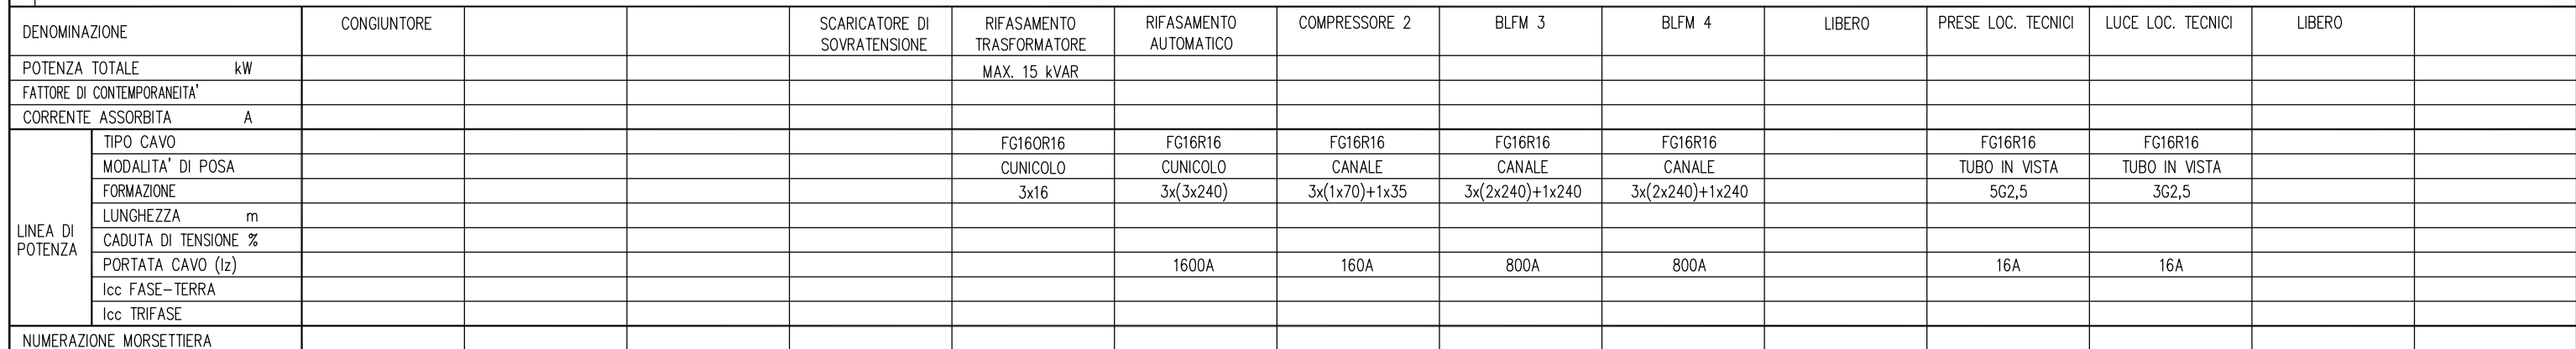 DENOMINAZIONE CONGIUNTORE SCARICATORE DI SOVRATENSIONE RIFASAMENTO TRASFORMATORE RIFASAMENTO AUTOMATICO COMPRESSORE 2 BLFM 3 BLFM 4 LIBERO PRESE LOC. TECNICI LUCE LOC. TECNICI LIBERO
POTENZA TOTALE kW MAX. 15 kVAR
FATTORE DI CONTEMPORANEITA'
CORRENTE ASSORBITA A
LINEA DI POTENZA
TIPO CAVO FG16OR16 FG16R16 FG16R16 FG16R16 FG16R16 FG16R16 FG16R16
MODALITA' DI POSA CUNICOLO CUNICOLO CANALE CANALE CANALE TUBO IN VISTA TUBO IN VISTA
FORMAZIONE 3x16 3x(3x240) 3x(1x70)+1x35 3x(2x240)+1x240 3x(2x240)+1x240 5G2,5 3G2,5
LUNGHEZZA m
CADUTA DI TENSIONE %
PORTATA CAVO (Iz) 1600A 160A 800A 800A 16A 16A
Icc FASE-TERRA
Icc TRIFASE
NUMERAZIONE MORSETTIERA